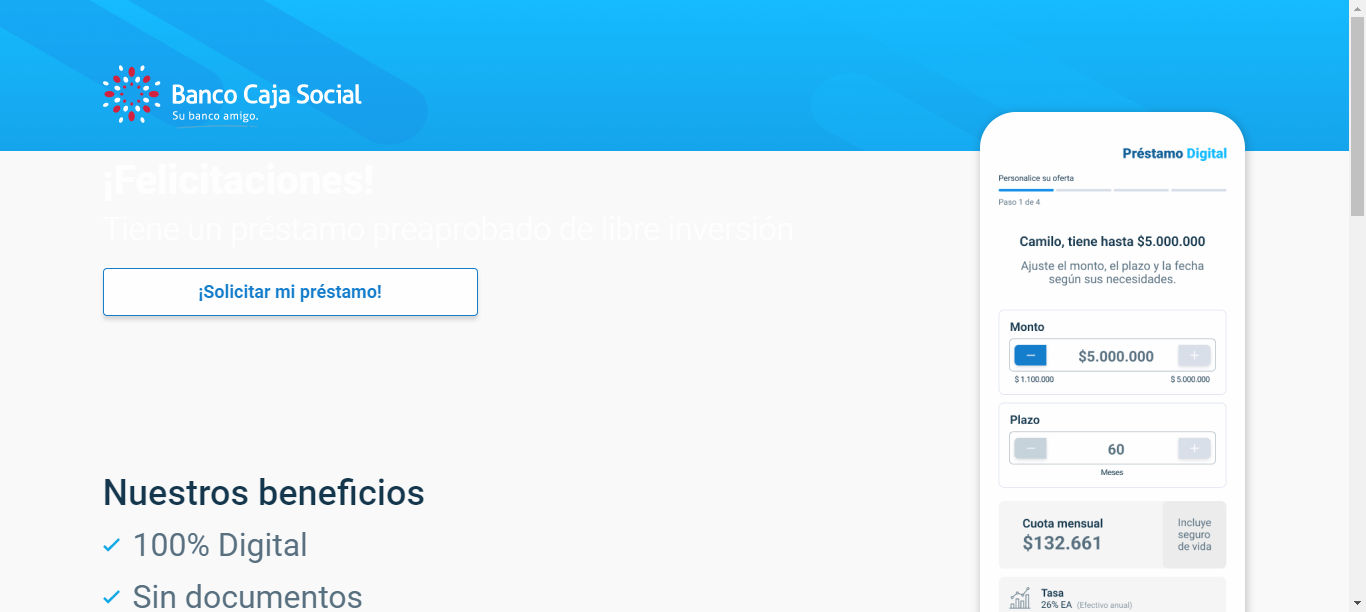 Banco Caja Social
Su banco amigo.
¡Felicitaciones!
Tiene un préstamo preaprobado de libre inversión
¡Solicitar mi préstamo!
Nuestros beneficios
100% Digital
Sin documentos
Préstamo Digital
Personalice su oferta
Paso 1 de 4
Camilo, tiene hasta $5.000.000
Ajuste el monto, el plazo y la fecha
según sus necesidades.
Monto
− $5.000.000 +
$ 1.100.000 $ 5.000.000
Plazo
− 60 +
Meses
Cuota mensual
$132.661
Incluye
seguro
de vida
Tasa
26% EA (Efectivo anual)